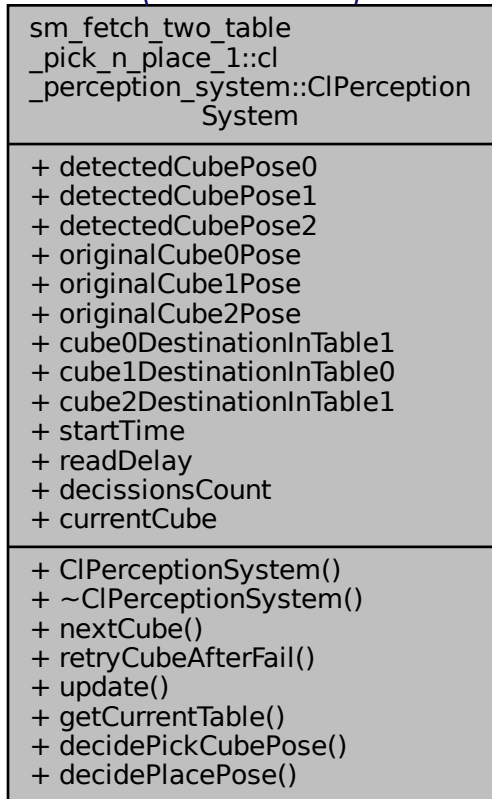 sm_fetch_two_table
_pick_n_place_1::cl
_perception_system::ClPerception
System
+ detectedCubePose0
+ detectedCubePose1
+ detectedCubePose2
+ originalCube0Pose
+ originalCube1Pose
+ originalCube2Pose
+ cube0DestinationInTable1
+ cube1DestinationInTable0
+ cube2DestinationInTable1
+ startTime
+ readDelay
+ decissionsCount
+ currentCube
+ ClPerceptionSystem()
+ ~ClPerceptionSystem()
+ nextCube()
+ retryCubeAfterFail()
+ update()
+ getCurrentTable()
+ decidePickCubePose()
+ decidePlacePose()